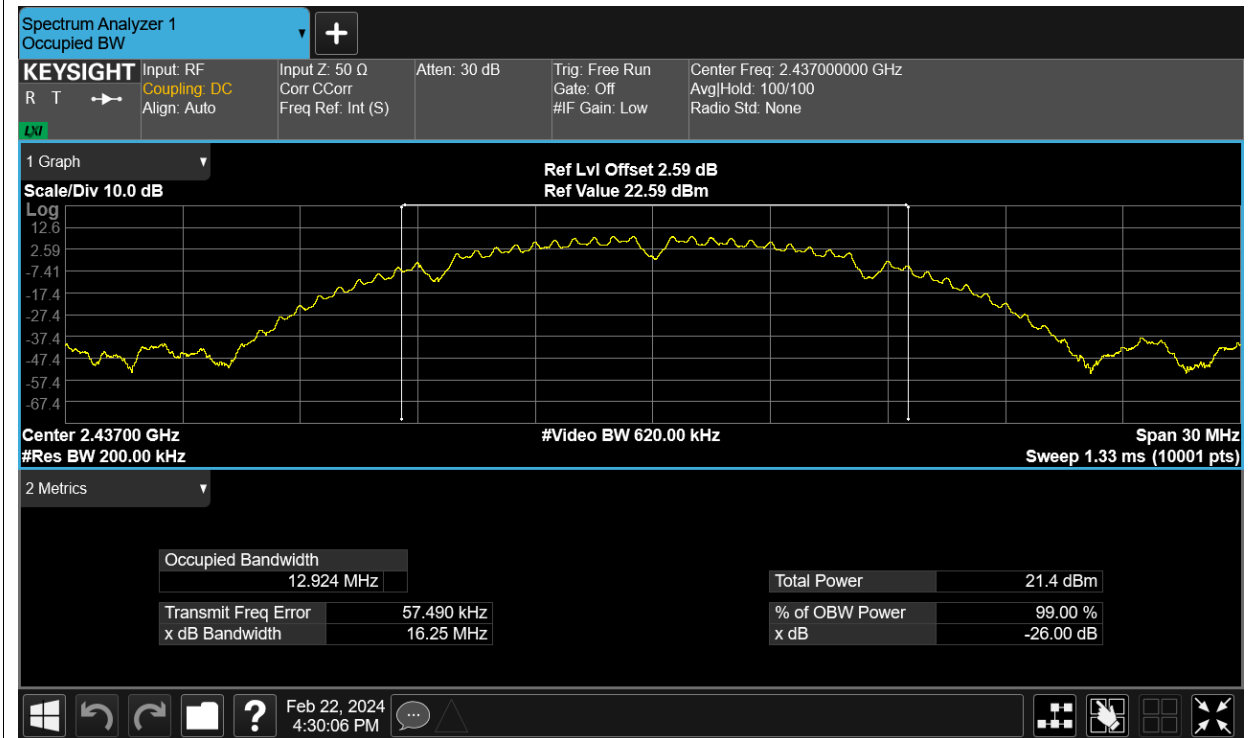 Spectrum Analyzer 1
Occupied BW
KEYSIGHT
R T
LXI
Input: RF
Coupling: DC
Align: Auto
Input Z: 50 Ω
Corr CCorr
Freq Ref: Int (S)
Atten: 30 dB
Trig: Free Run
Gate: Off
#IF Gain: Low
Center Freq: 2.437000000 GHz
Avg|Hold: 100/100
Radio Std: None
1 Graph
Scale/Div 10.0 dB
Ref Lvl Offset 2.59 dB
Ref Value 22.59 dBm
Log
12.6
2.59
-7.41
-17.4
-27.4
-37.4
-47.4
-57.4
-67.4
Center 2.43700 GHz
#Res BW 200.00 kHz
#Video BW 620.00 kHz
Span 30 MHz
Sweep 1.33 ms (10001 pts)
2 Metrics
Occupied Bandwidth
12.924 MHz
Transmit Freq Error 57.490 kHz
x dB Bandwidth 16.25 MHz
Total Power 21.4 dBm
% of OBW Power 99.00 %
x dB -26.00 dB
?
Feb 22, 2024
4:30:06 PM